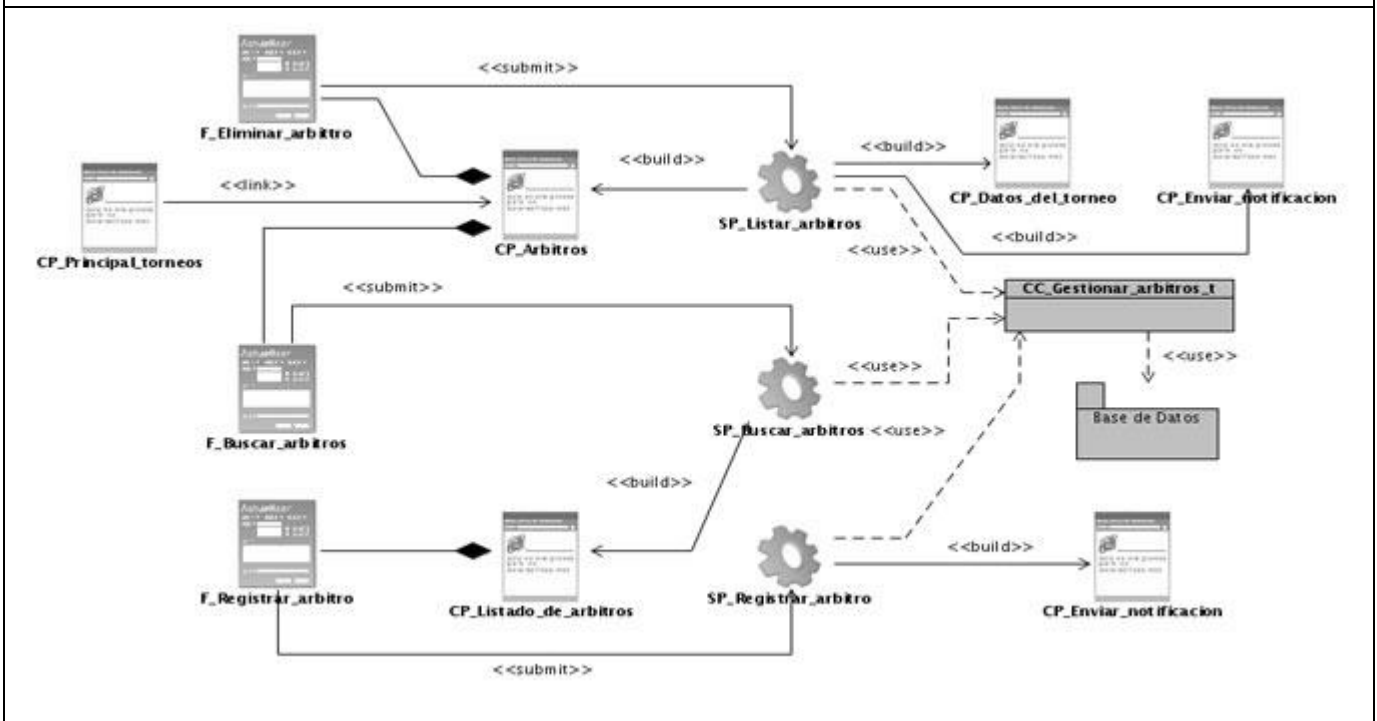 <<submit>>
F_Eliminar_arbittro
<<build>>
<<build>>
<<link>>
CP_Datos_del_torneo
CP_Enviar_notificacion
SP_Listar_arbitros
CP_Arbitros
<<build>>
CP_Principal_torneos
<<use>>
CC_Gestionar_arbitros_t
<<submit>>
<<use>>
<<use>>
Base de Datos
F_Buscar_arbitros
SP_Buscar_arbitros
<<use>>
<<build>>
<<build>>
F_Registrar_arbitro
CP_Listado_de_arbitros
SP_Registrar_arbitro
CP_Enviar_notificacion
<<submit>>